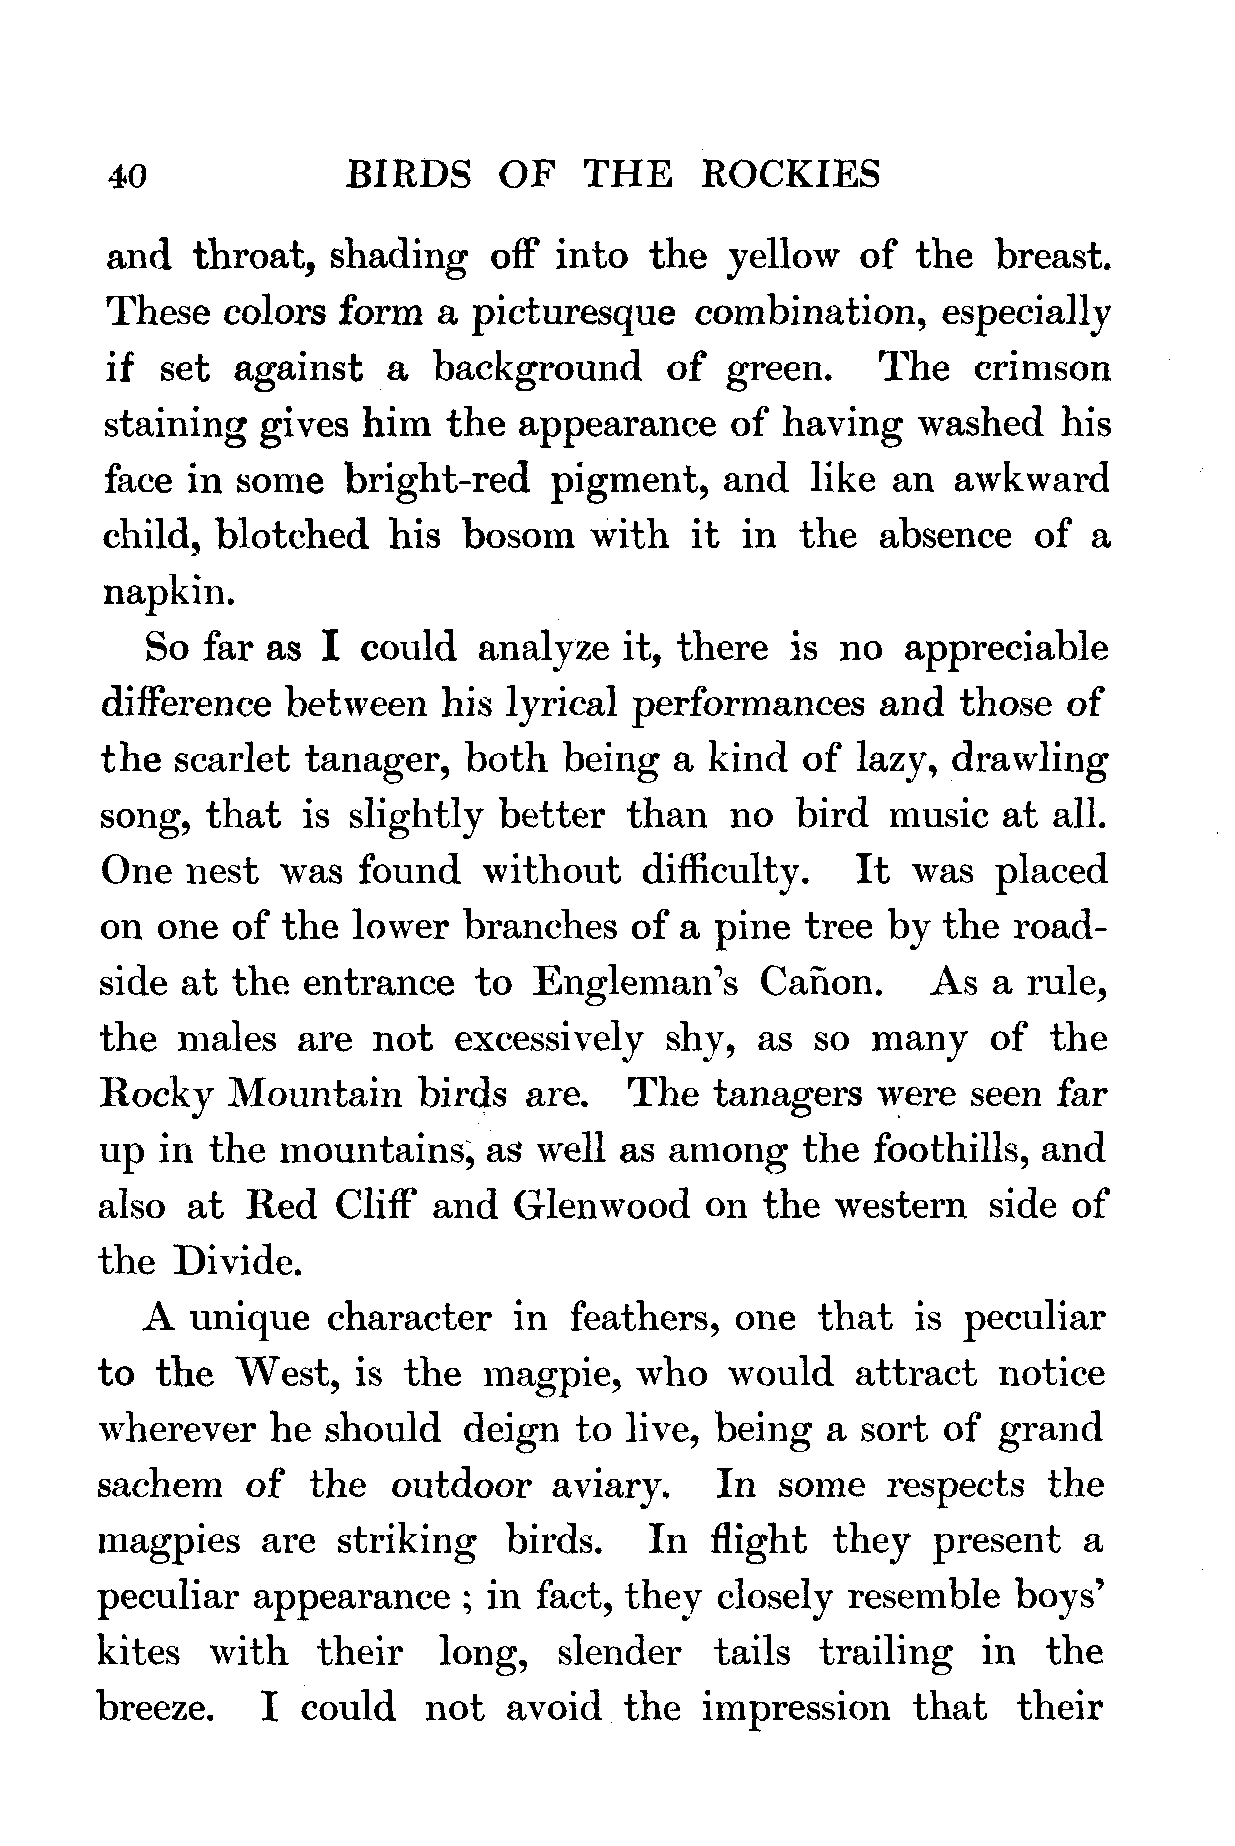 40 BIRDS OF THE ROCKIES
and throat, shading off into the yellow of the breast.
These colors form a picturesque combination, especially
if set against a background of green. The crimson
staining gives him the appearance of having washed his
face in some bright-red pigment, and like an awkward
child, blotched his bosom with it in the absence of a
napkin.
So far as I could analyze it, there is no appreciable
difference between his lyrical performances and those of
the scarlet tanager, both being a kind of lazy, drawling
song, that is slightly better than no bird music at all.
One nest was found without difficulty. It was placed
on one of the lower branches of a pine tree by the road-
side at the entrance to Engleman's Cañon. As a rule,
the males are not excessively shy, as so many of the
Rocky Mountain birds are. The tanagers were seen far
up in the mountains, as well as among the foothills, and
also at Red Cliff and Glenwood on the western side of
the Divide.
A unique character in feathers, one that is peculiar
to the West, is the magpie, who would attract notice
wherever he should deign to live, being a sort of grand
sachem of the outdoor aviary. In some respects the
magpies are striking birds. In flight they present a
peculiar appearance ; in fact, they closely resemble boys'
kites with their long, slender tails trailing in the
breeze. I could not avoid the impression that their